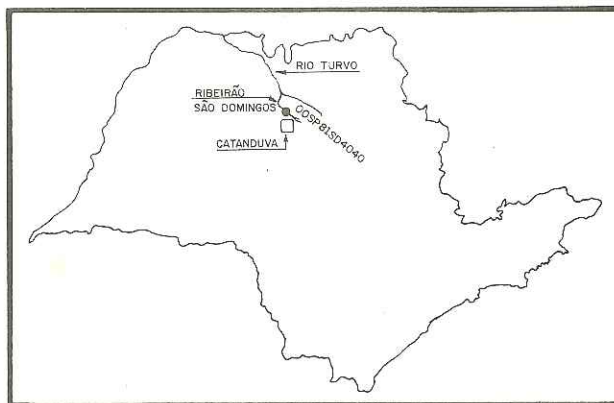 RIO TURVO
RIBEIRÃO
SÃO DOMINGOS
00SP81SD4040
CATANDUVA